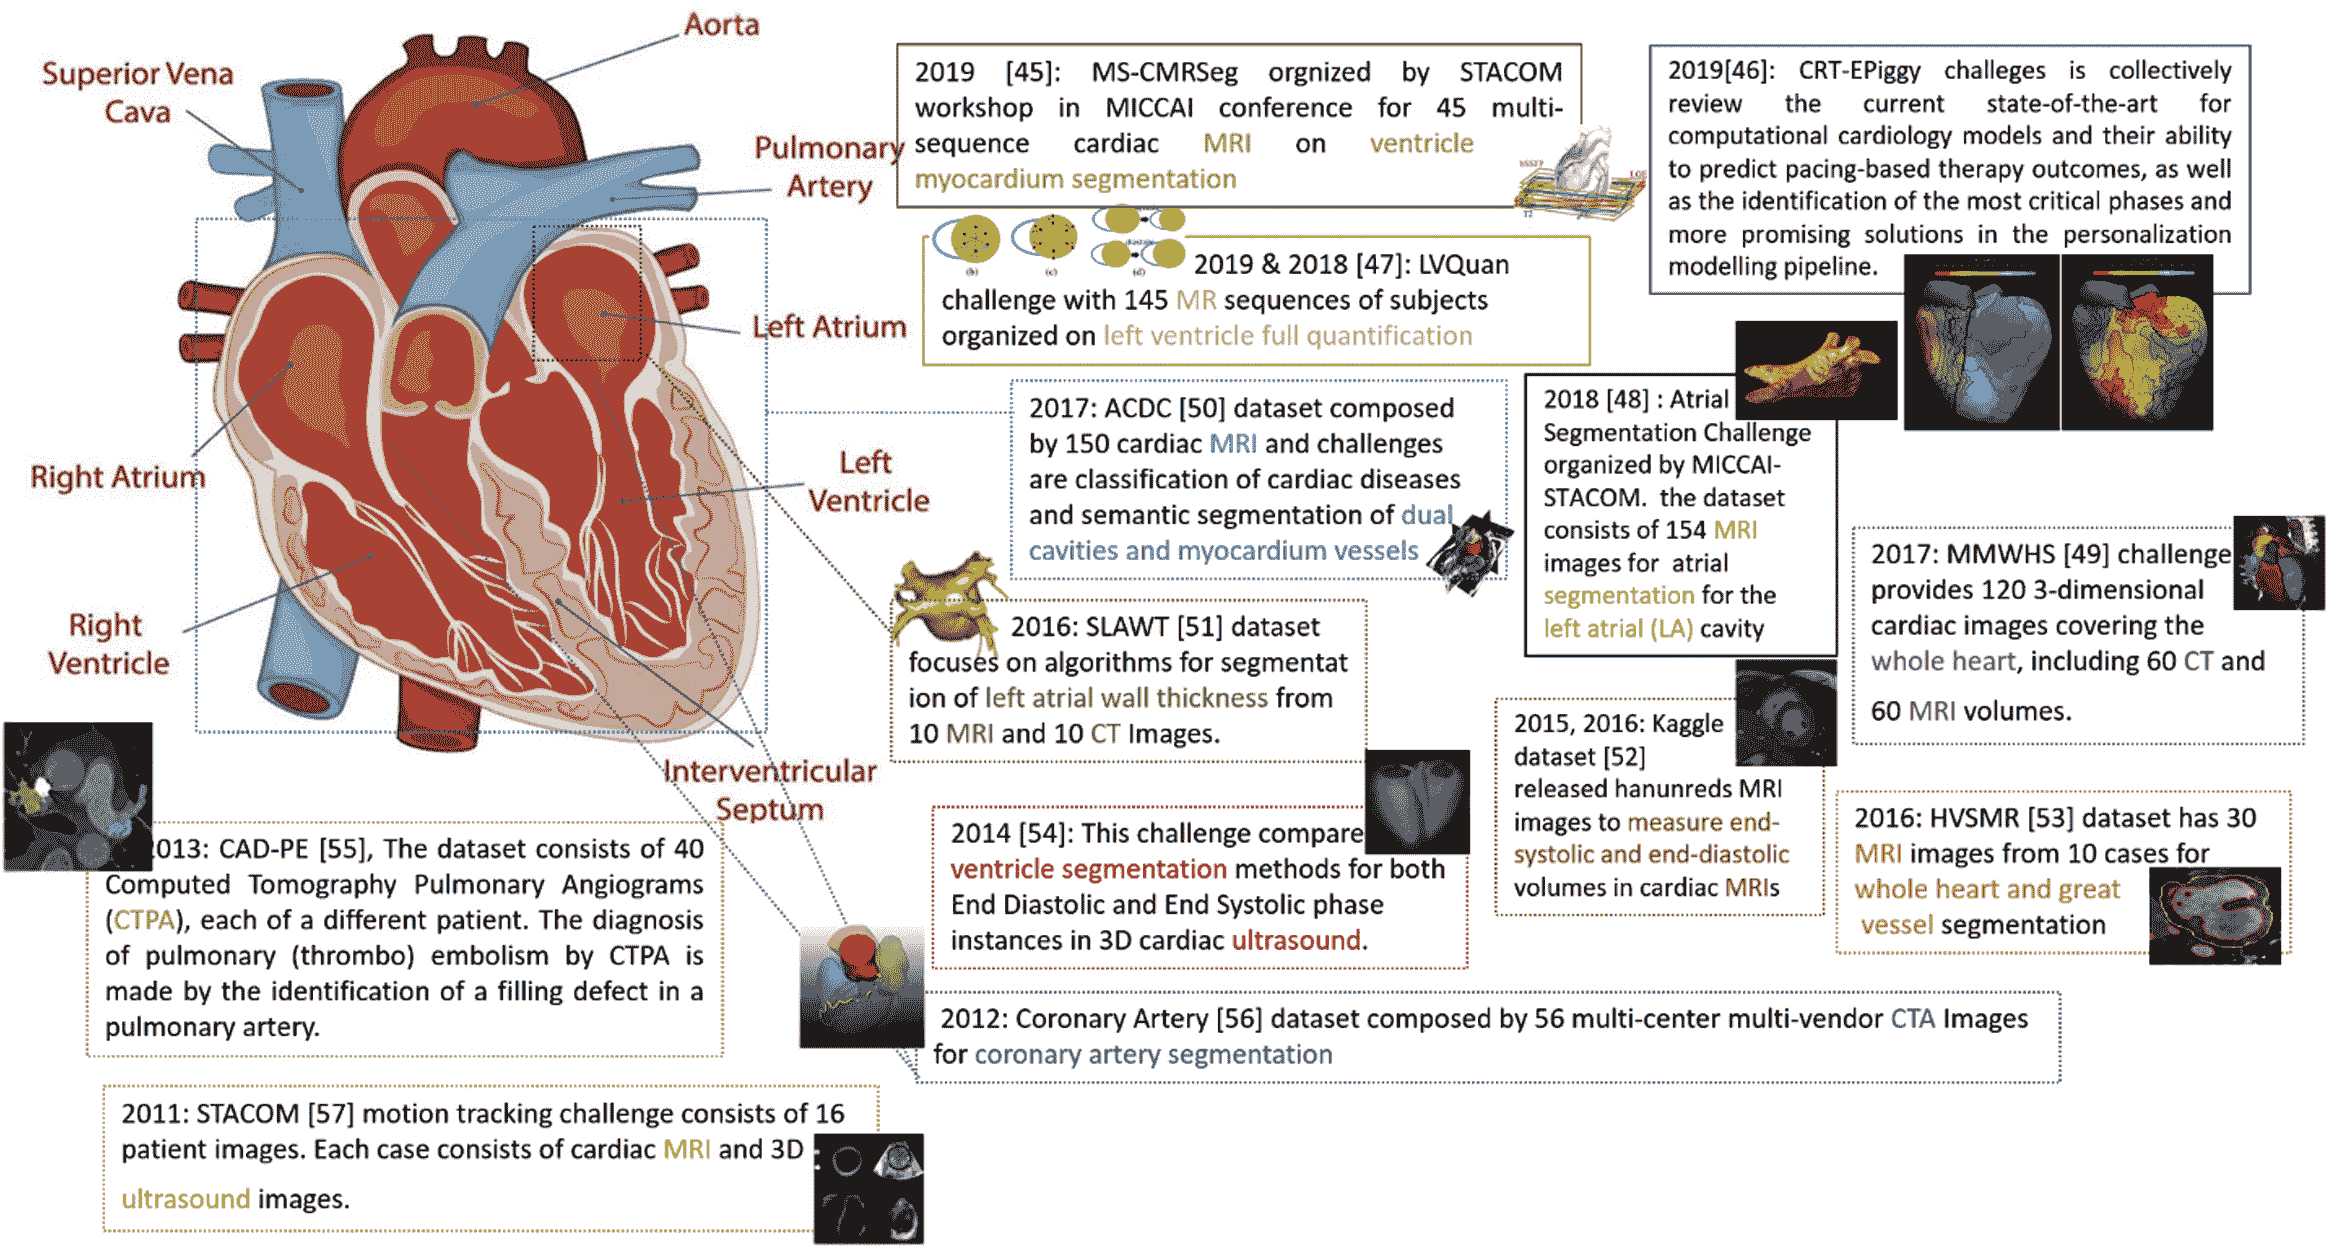 Aorta
Superior Vena
Cava
Pulmonary
Artery
Left Atrium
Right Atrium
Left
Ventricle
Right
Ventricle
Interventricular
Septum
2019 [45]: MS-CMRSeg orgnized by STACOM
workshop in MICCAI conference for 45 multi-
sequence cardiac MRI on ventricle
myocardium segmentation
2019[46]: CRT-EPiggy challeges is collectively
review the current state-of-the-art for
computational cardiology models and their ability
to predict pacing-based therapy outcomes, as well
as the identification of the most critical phases and
more promising solutions in the personalization
modelling pipeline.
(b)
(c)
(d)
2019 & 2018 [47]: LVQuan
challenge with 145 MR sequences of subjects
organized on left ventricle full quantification
2017: ACDC [50] dataset composed
by 150 cardiac MRI and challenges
are classification of cardiac diseases
and semantic segmentation of dual
cavities and myocardium vessels
2018 [48] : Atrial
Segmentation Challenge
organized by MICCAI-
STACOM. the dataset
consists of 154 MRI
images for atrial
segmentation for the
left atrial (LA) cavity
2017: MMWHS [49] challenge
provides 120 3-dimensional
cardiac images covering the
whole heart, including 60 CT and
60 MRI volumes.
2016: SLAWT [51] dataset
focuses on algorithms for segmentat
ion of left atrial wall thickness from
10 MRI and 10 CT Images.
2015, 2016: Kaggle
dataset [52]
released hanunreds MRI
images to measure end-
systolic and end-diastolic
volumes in cardiac MRIs
2016: HVSMR [53] dataset has 30
MRI images from 10 cases for
whole heart and great
vessel segmentation
2014 [54]: This challenge compare
ventricle segmentation methods for both
End Diastolic and End Systolic phase
instances in 3D cardiac ultrasound.
013: CAD-PE [55], The dataset consists of 40
Computed Tomography Pulmonary Angiograms
(CTPA), each of a different patient. The diagnosis
of pulmonary (thrombo) embolism by CTPA is
made by the identification of a filling defect in a
pulmonary artery.
2012: Coronary Artery [56] dataset composed by 56 multi-center multi-vendor CTA Images
for coronary artery segmentation
2011: STACOM [57] motion tracking challenge consists of 16
patient images. Each case consists of cardiac MRI and 3D
ultrasound images.